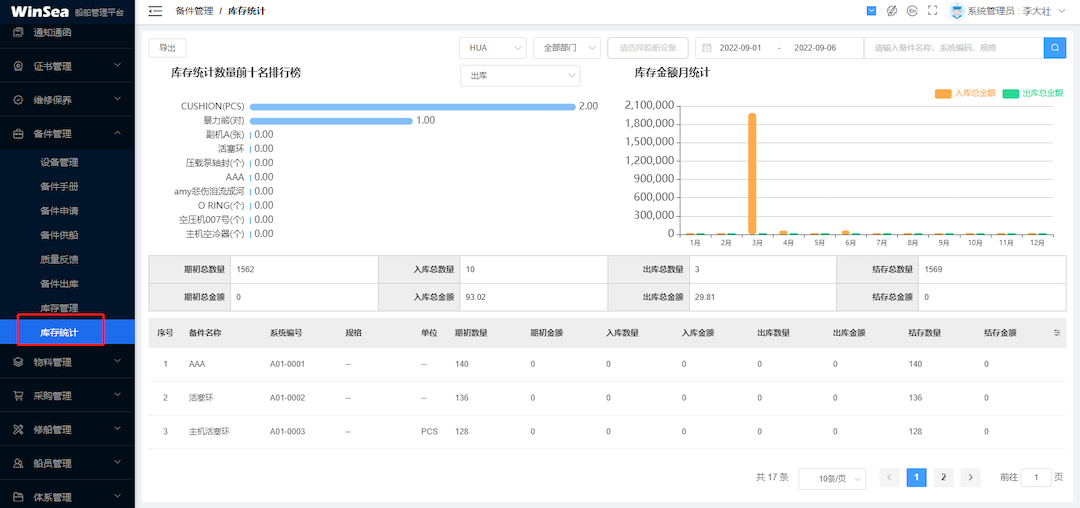 WinSea 船舶管理平台
备件管理 / 库存统计
系统管理员 : 李大壮
通知通函
证书管理
维修保养
备件管理
设备管理
备件手册
备件申请
备件供船
质量反馈
备件出库
库存管理
库存统计
物料管理
采购管理
修船管理
船员管理
体系管理
导出
HUA
全部部门
请选择船舶设备
2022-09-01 - 2022-09-06
请输入备件名称、系统编码、规格
库存统计数量前十名排行榜
出库
CUSHION(PCS) 2.00
暴力熊(对) 1.00
副机A(张) 0.00
活塞环 0.00
压载泵轴封(个) 0.00
AAA 0.00
amy悲伤泪流成河 0.00
O RING(个) 0.00
空压机007号(个) 0.00
主机空冷器(个) 0.00
库存金额月统计
入库总金额 出库总金额
2,100,000
1,800,000
1,500,000
1,200,000
900,000
600,000
300,000
0
1月 2月 3月 4月 5月 6月 7月 8月 9月 10月 11月 12月
期初总数量 1562 入库总数量 10 出库总数量 3 结存总数量 1569
期初总金额 0 入库总金额 93.02 出库总金额 29.81 结存总金额 0
序号 备件名称 系统编号 规格 单位 期初数量 期初金额 入库数量 入库金额 出库数量 出库金额 结存数量 结存金额
1 AAA A01-0001 -- -- 140 0 0 0 0 0 140 0
2 活塞环 A01-0002 -- -- 136 0 0 0 0 0 136 0
3 主机活塞环 A01-0003 -- PCS 128 0 0 0 0 0 128 0
共 17 条 10条/页 1 2 前往 1 页